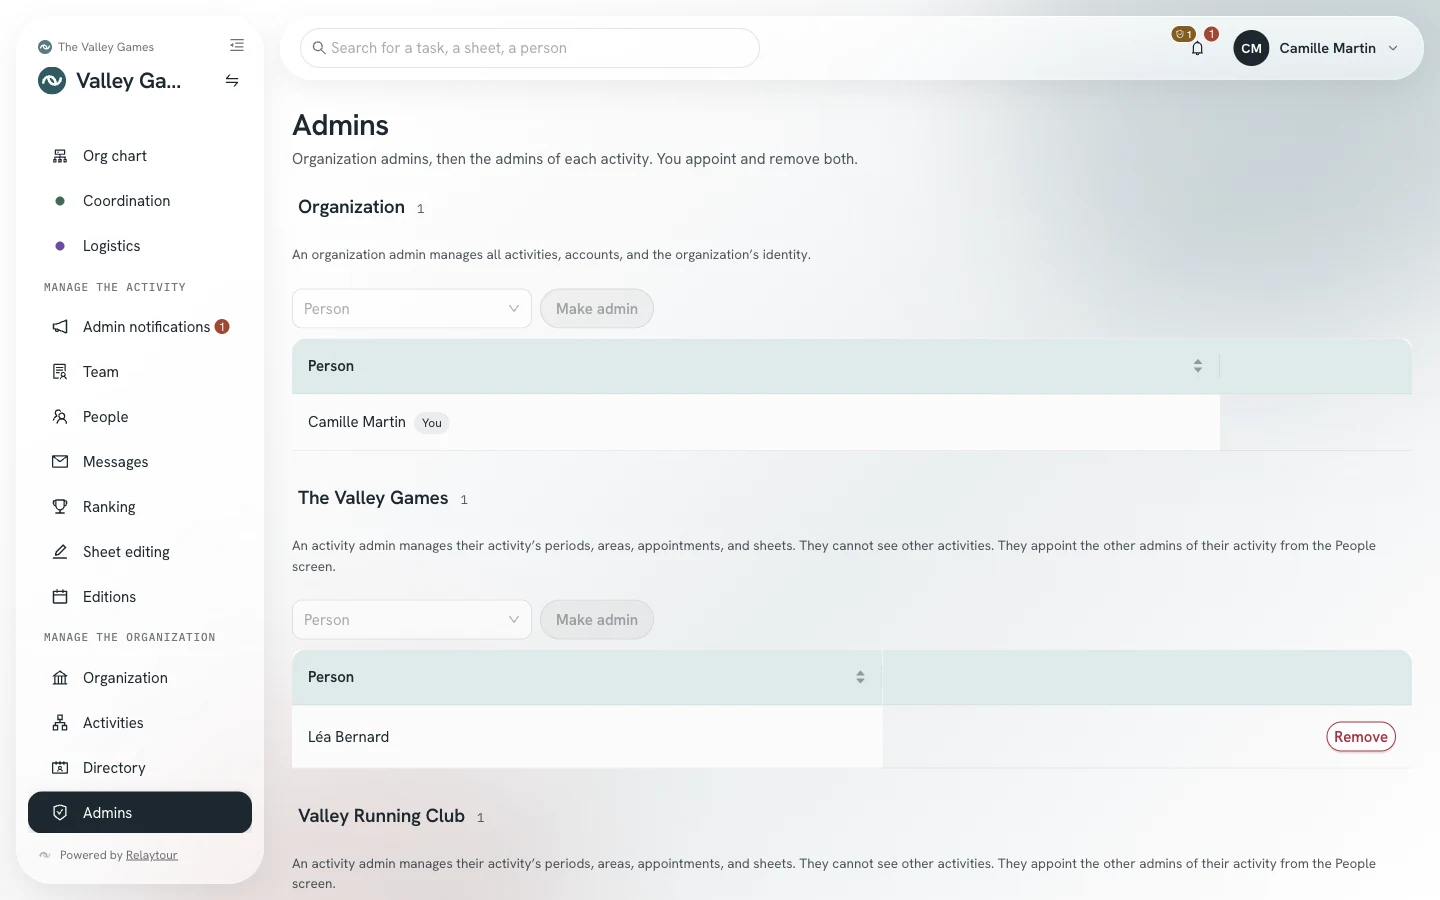 The Valley Games
Valley Ga...
Search for a task, a sheet, a person
1
1
CM
Camille Martin
Org chart
Coordination
Logistics
MANAGE THE ACTIVITY
Admin notifications 1
Team
People
Messages
Ranking
Sheet editing
Editions
MANAGE THE ORGANIZATION
Organization
Activities
Directory
Admins
Powered by Relaytour
Admins
Organization admins, then the admins of each activity. You appoint and remove both.
Organization 1
An organization admin manages all activities, accounts, and the organization’s identity.
Person
Make admin
Person
Camille Martin You
The Valley Games 1
An activity admin manages their activity’s periods, areas, appointments, and sheets. They cannot see other activities. They appoint the other admins of their activity from the People
screen.
Person
Make admin
Person
Léa Bernard
Remove
Valley Running Club 1
An activity admin manages their activity’s periods, areas, appointments, and sheets. They cannot see other activities. They appoint the other admins of their activity from the People
screen.